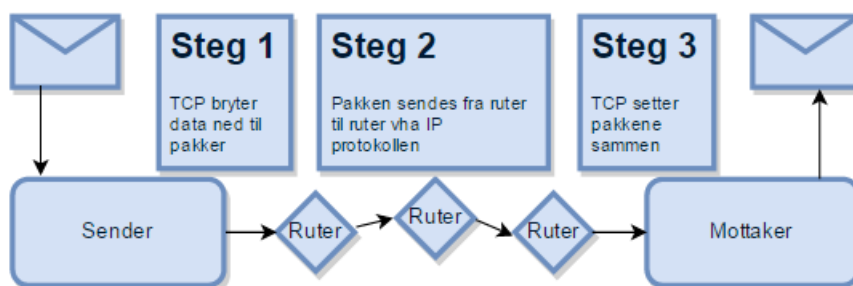 Steg 1
TCP bryter
data ned til
pakker
Steg 2
Pakken sendes fra ruter
til ruter vha IP
protokollen
Steg 3
TCP setter
pakkene
sammen
Sender
Ruter
Ruter
Ruter
Mottaker